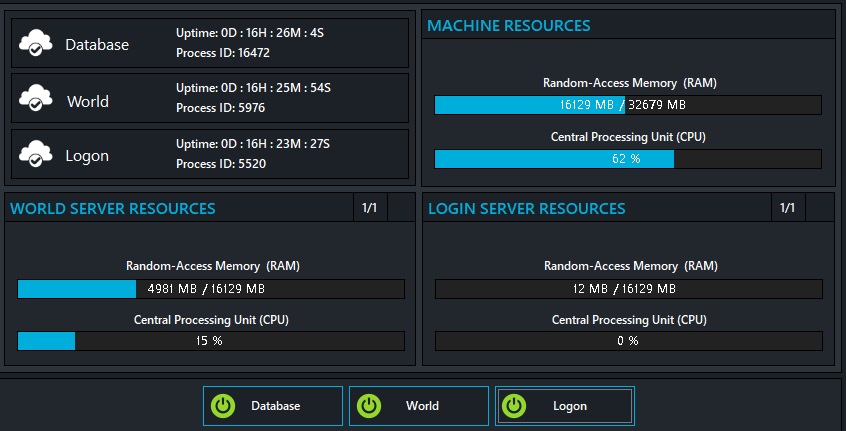 Database
Uptime: 0D : 16H : 26M : 4S
Process ID: 16472
World
Uptime: 0D : 16H : 25M : 54S
Process ID: 5976
Logon
Uptime: 0D : 16H : 23M : 27S
Process ID: 5520
MACHINE RESOURCES
Random-Access Memory (RAM)
16129 MB / 32679 MB
Central Processing Unit (CPU)
62 %
WORLD SERVER RESOURCES 1/1
Random-Access Memory (RAM)
4981 MB / 16129 MB
Central Processing Unit (CPU)
15 %
LOGIN SERVER RESOURCES 1/1
Random-Access Memory (RAM)
12 MB / 16129 MB
Central Processing Unit (CPU)
0 %
Database World Logon